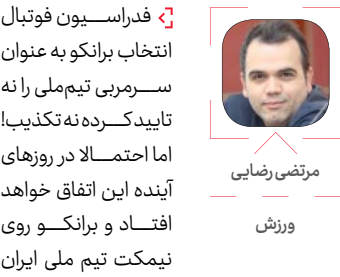 فدراسیون فوتبال
انتخاب برانکو به عنوان
سرمربی تیم‌ملی را نه
تایید کرده نه تکذیب!
اما احتمالا در روزهای
آینده این اتفاق خواهد
افتاد و برانکو روی
نیمکت تیم ملی ایران
مرتضی رضایی
ورزش